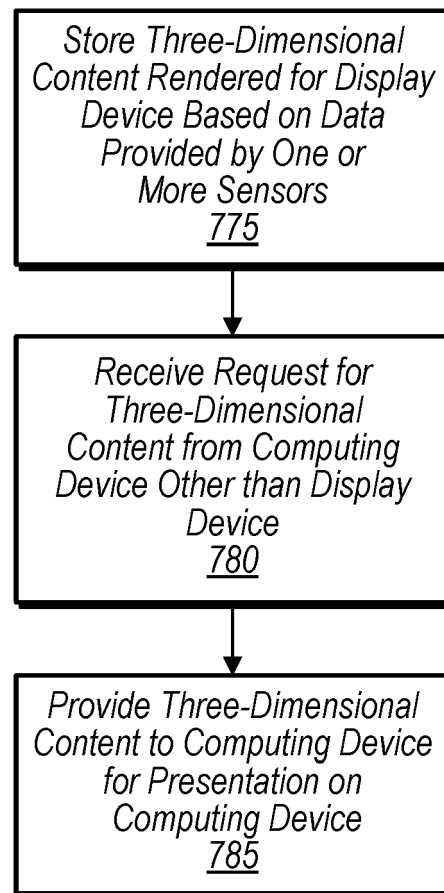 Store Three-Dimensional
Content Rendered for Display
Device Based on Data
Provided by One or
More Sensors
775
Receive Request for
Three-Dimensional
Content from Computing
Device Other than Display
Device
780
Provide Three-Dimensional
Content to Computing Device
for Presentation on
Computing Device
785